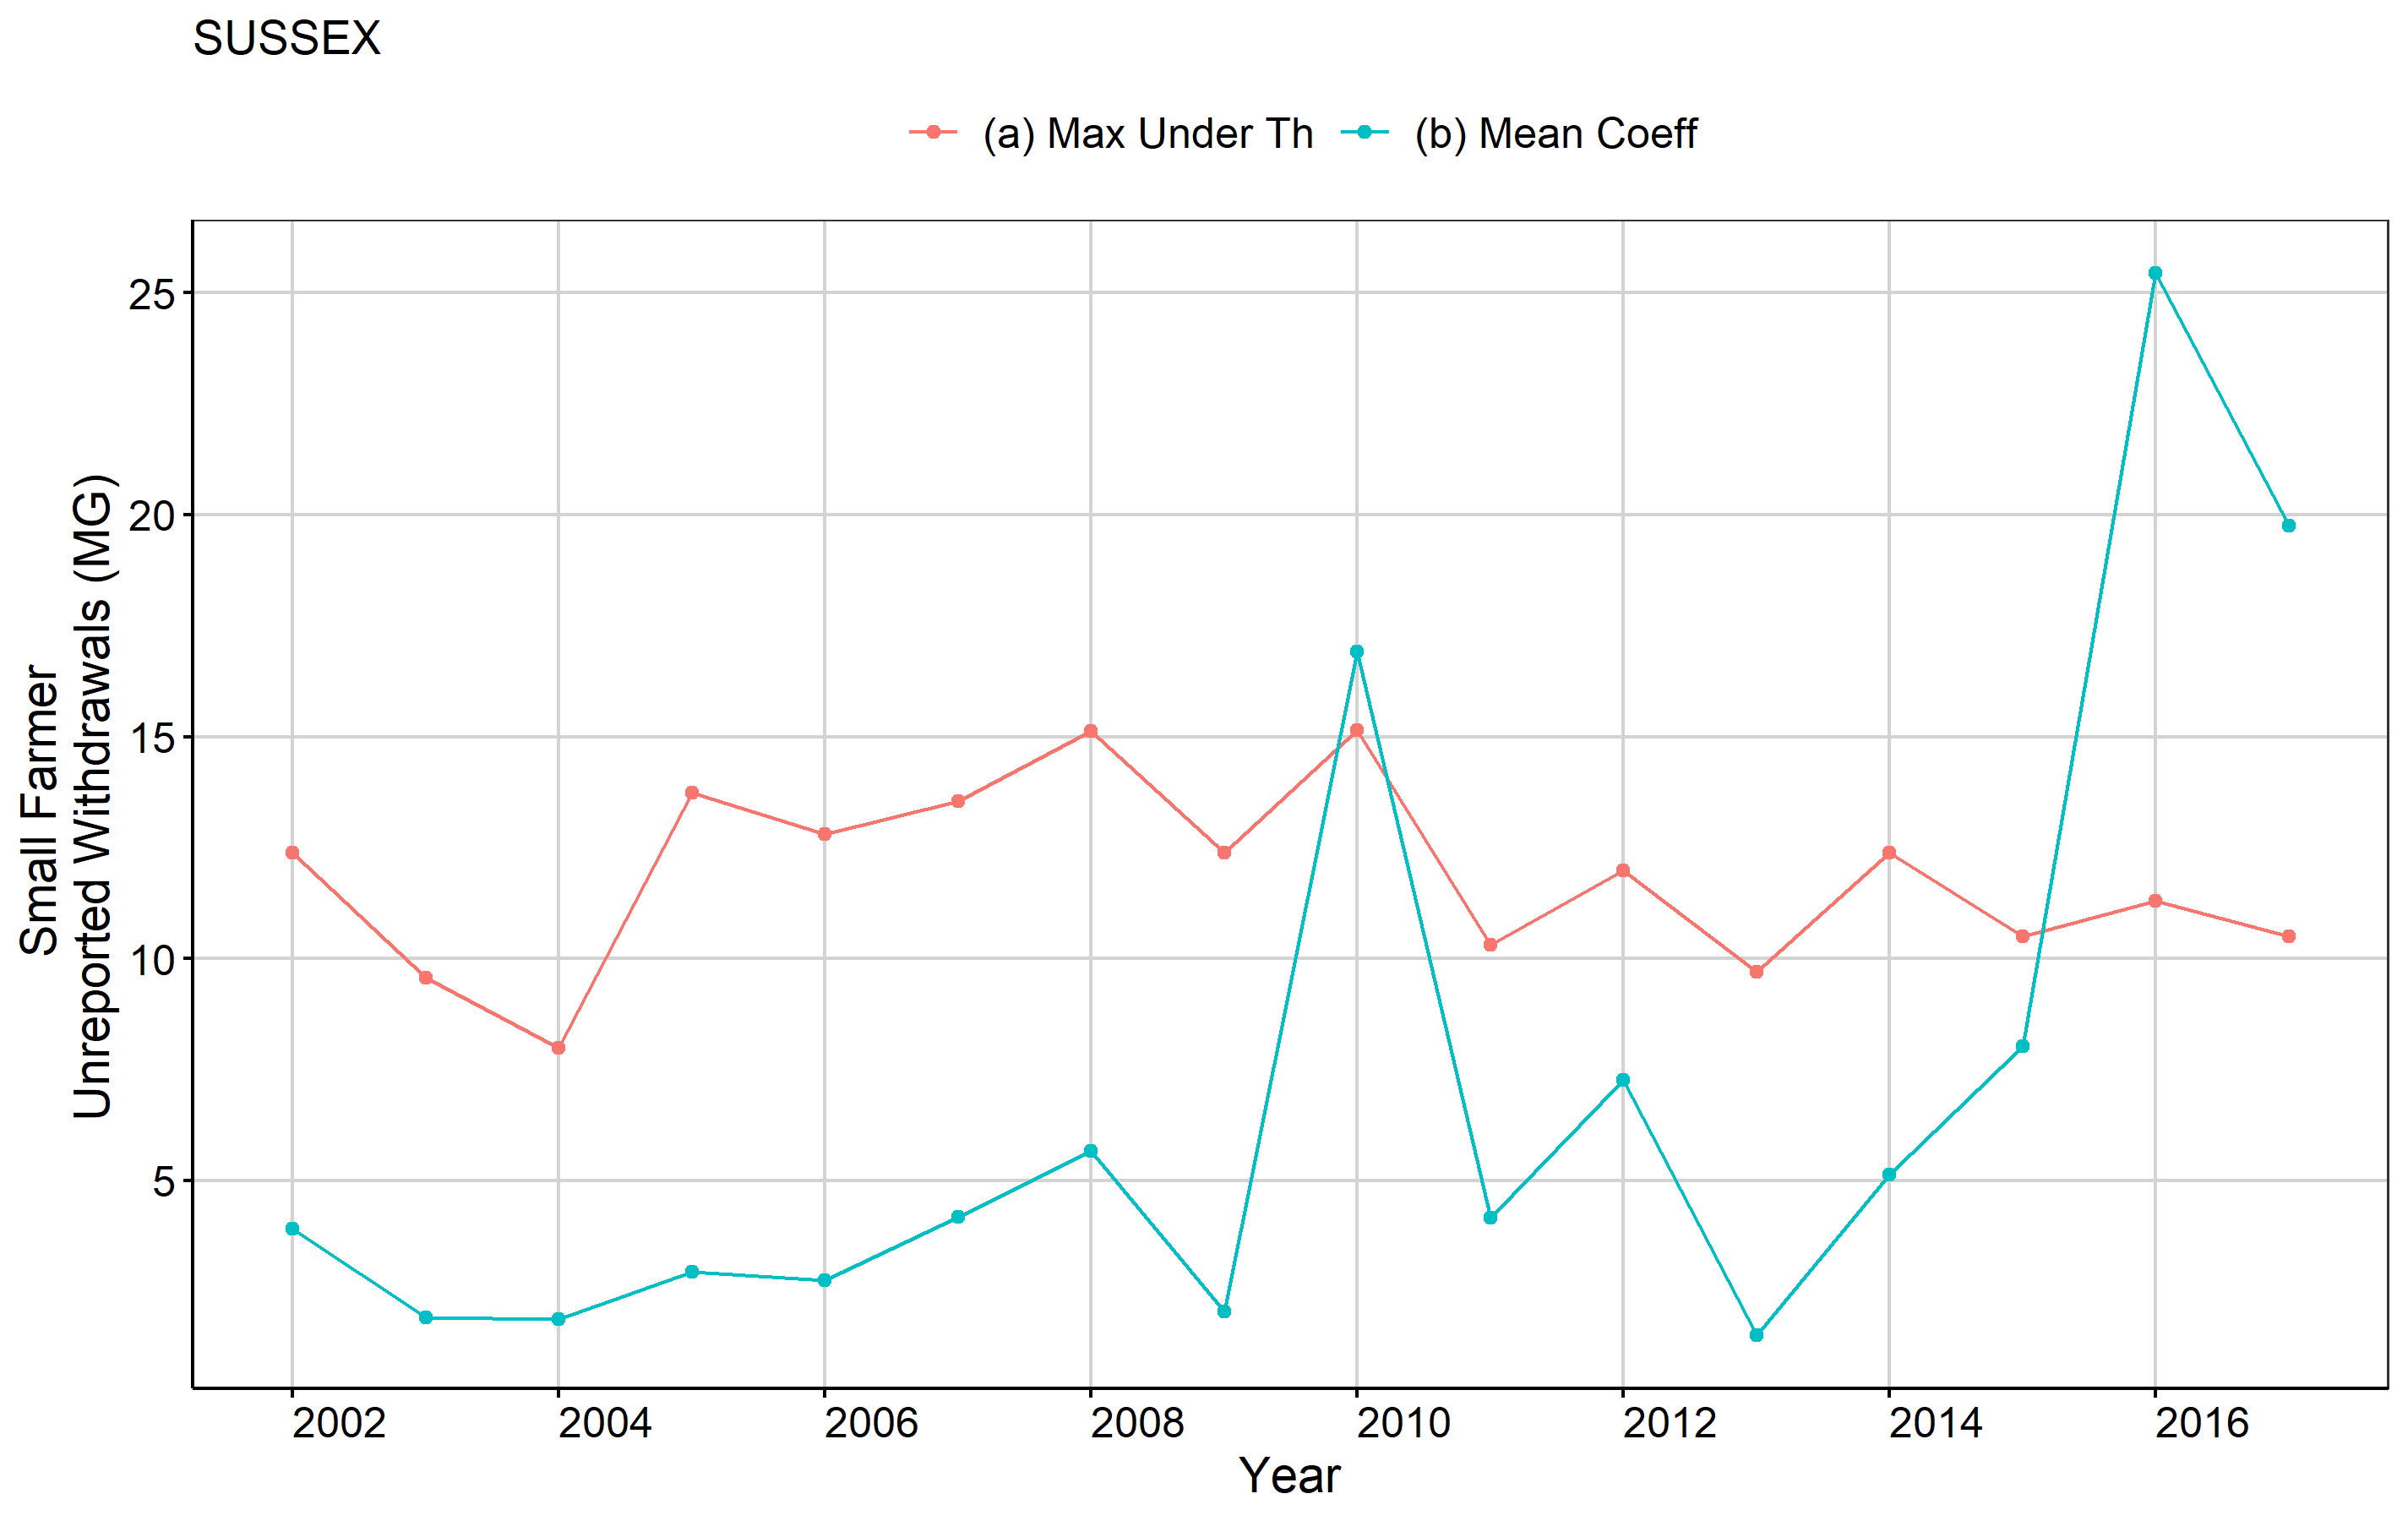 SUSSEX
(a) Max Under Th (b) Mean Coeff
Small Farmer
Unreported Withdrawals (MG)
25
20
15
10
5
2002 2004 2006 2008 2010 2012 2014 2016
Year